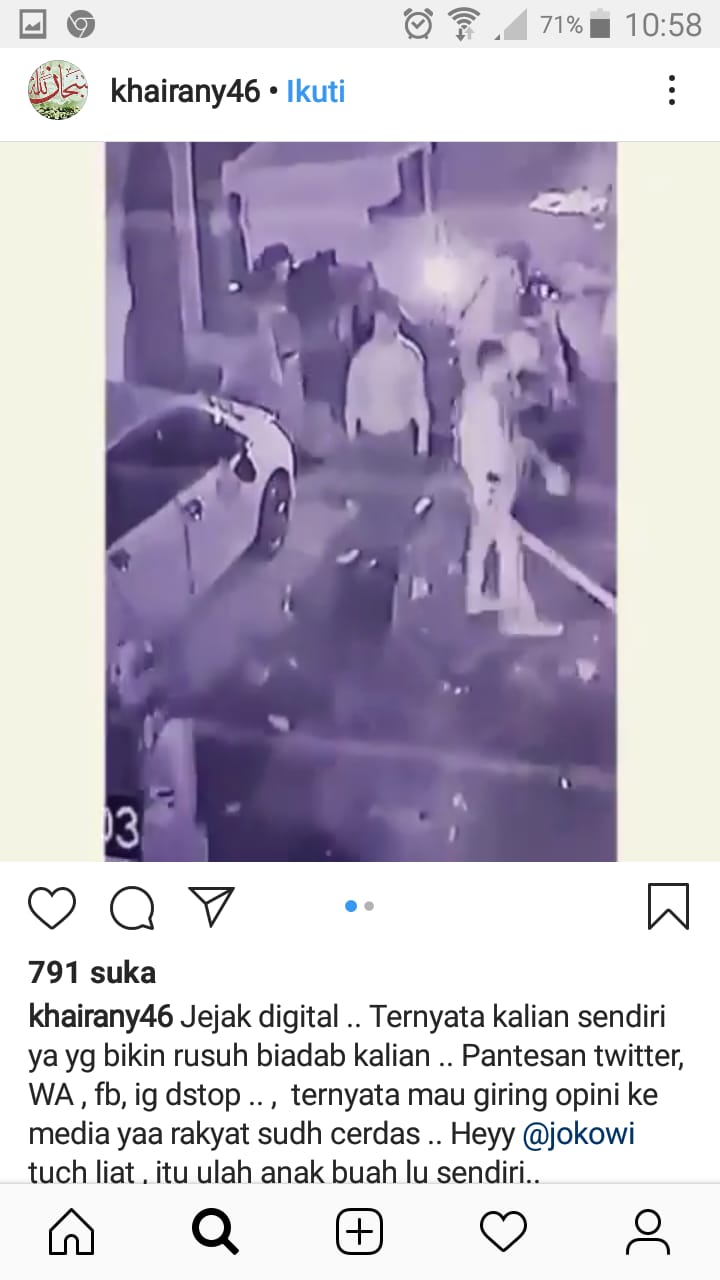 71% 10:58
khairany46 • Ikuti
03
791 suka
khairany46 Jejak digital .. Ternyata kalian sendiri
ya yg bikin rusuh biadab kalian .. Pantesan twitter,
WA , fb, ig dstop .. , ternyata mau giring opini ke
media yaa rakyat sudh cerdas .. Heyy @jokowi
tuch liat , itu ulah anak buah lu sendiri..